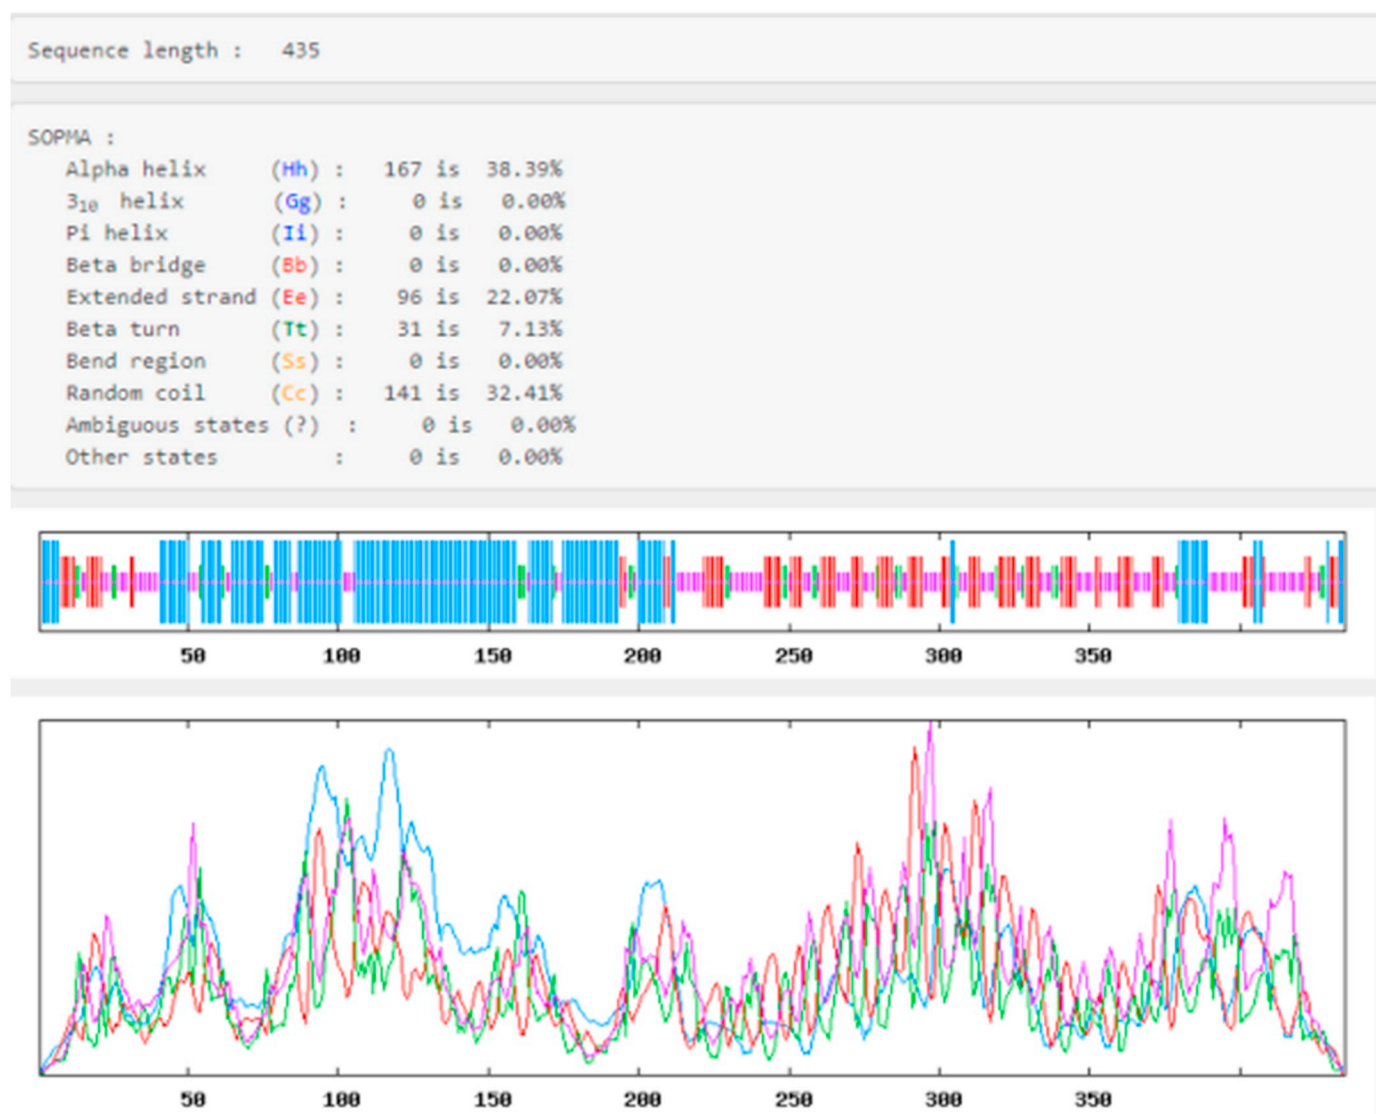 Sequence length :   435
SOPMA :
Alpha helix     (Hh) :   167 is  38.39%
3₁₀  helix      (Gg) :     0 is   0.00%
Pi helix        (Ii) :     0 is   0.00%
Beta bridge     (Bb) :     0 is   0.00%
Extended strand (Ee) :    96 is  22.07%
Beta turn       (Tt) :    31 is   7.13%
Bend region     (Ss) :     0 is   0.00%
Random coil     (Cc) :   141 is  32.41%
Ambiguous states (?)  :     0 is   0.00%
Other states         :     0 is   0.00%
50 100 150 200 250 300 350
50 100 150 200 250 300 350